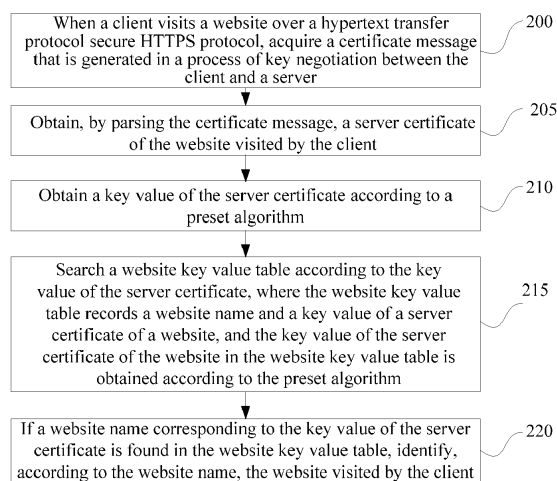 When a client visits a website over a hypertext transfer
protocol secure HTTPS protocol, acquire a certificate message
that is generated in a process of key negotiation between the
client and a server
200
Obtain, by parsing the certificate message, a server certificate
of the website visited by the client
205
Obtain a key value of the server certificate according to a
preset algorithm
210
Search a website key value table according to the key
value of the server certificate, where the website key value
table records a website name and a key value of a server
certificate of a website, and the key value of the server
certificate of the website in the website key value table is
obtained according to the preset algorithm
215
If a website name corresponding to the key value of the server
certificate is found in the website key value table, identify,
according to the website name, the website visited by the client
220